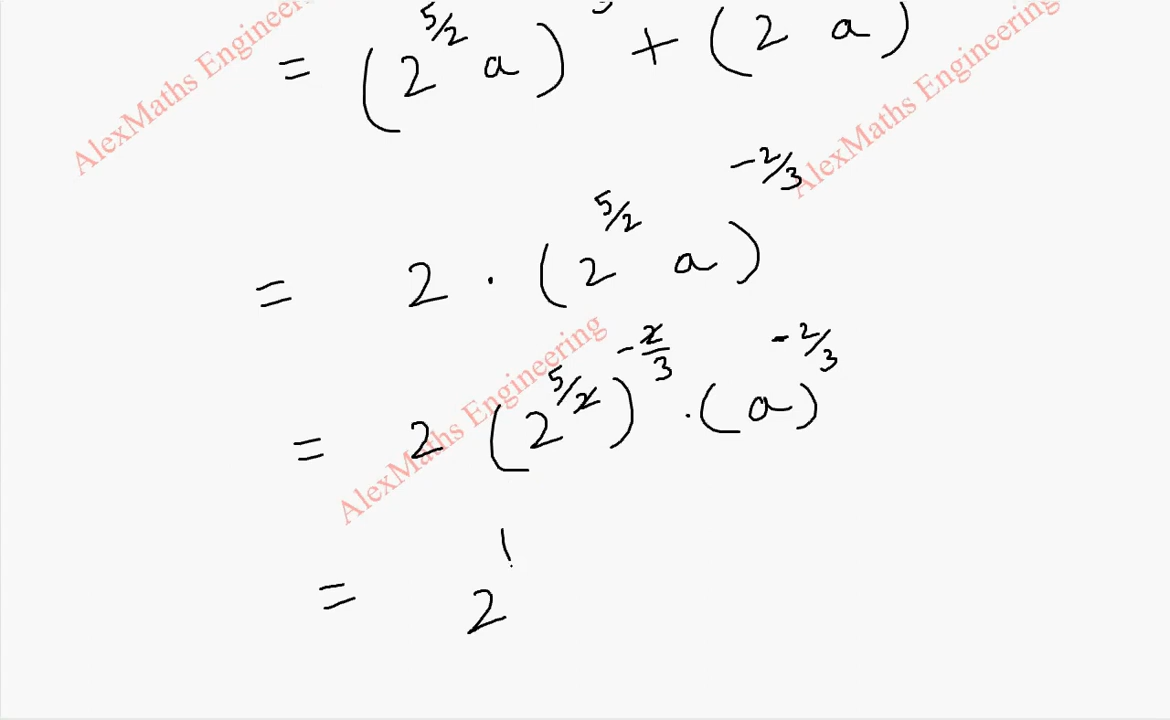 = (2^{5/2} a) + (2 a)
= 2 · (2^{5/2} a)^{-2/3}
= 2 (2^{5/2})^{-2/3} · (a)^{-2/3}
= 2^1
AlexMaths Engineering
AlexMaths Engineering
AlexMaths Engineering